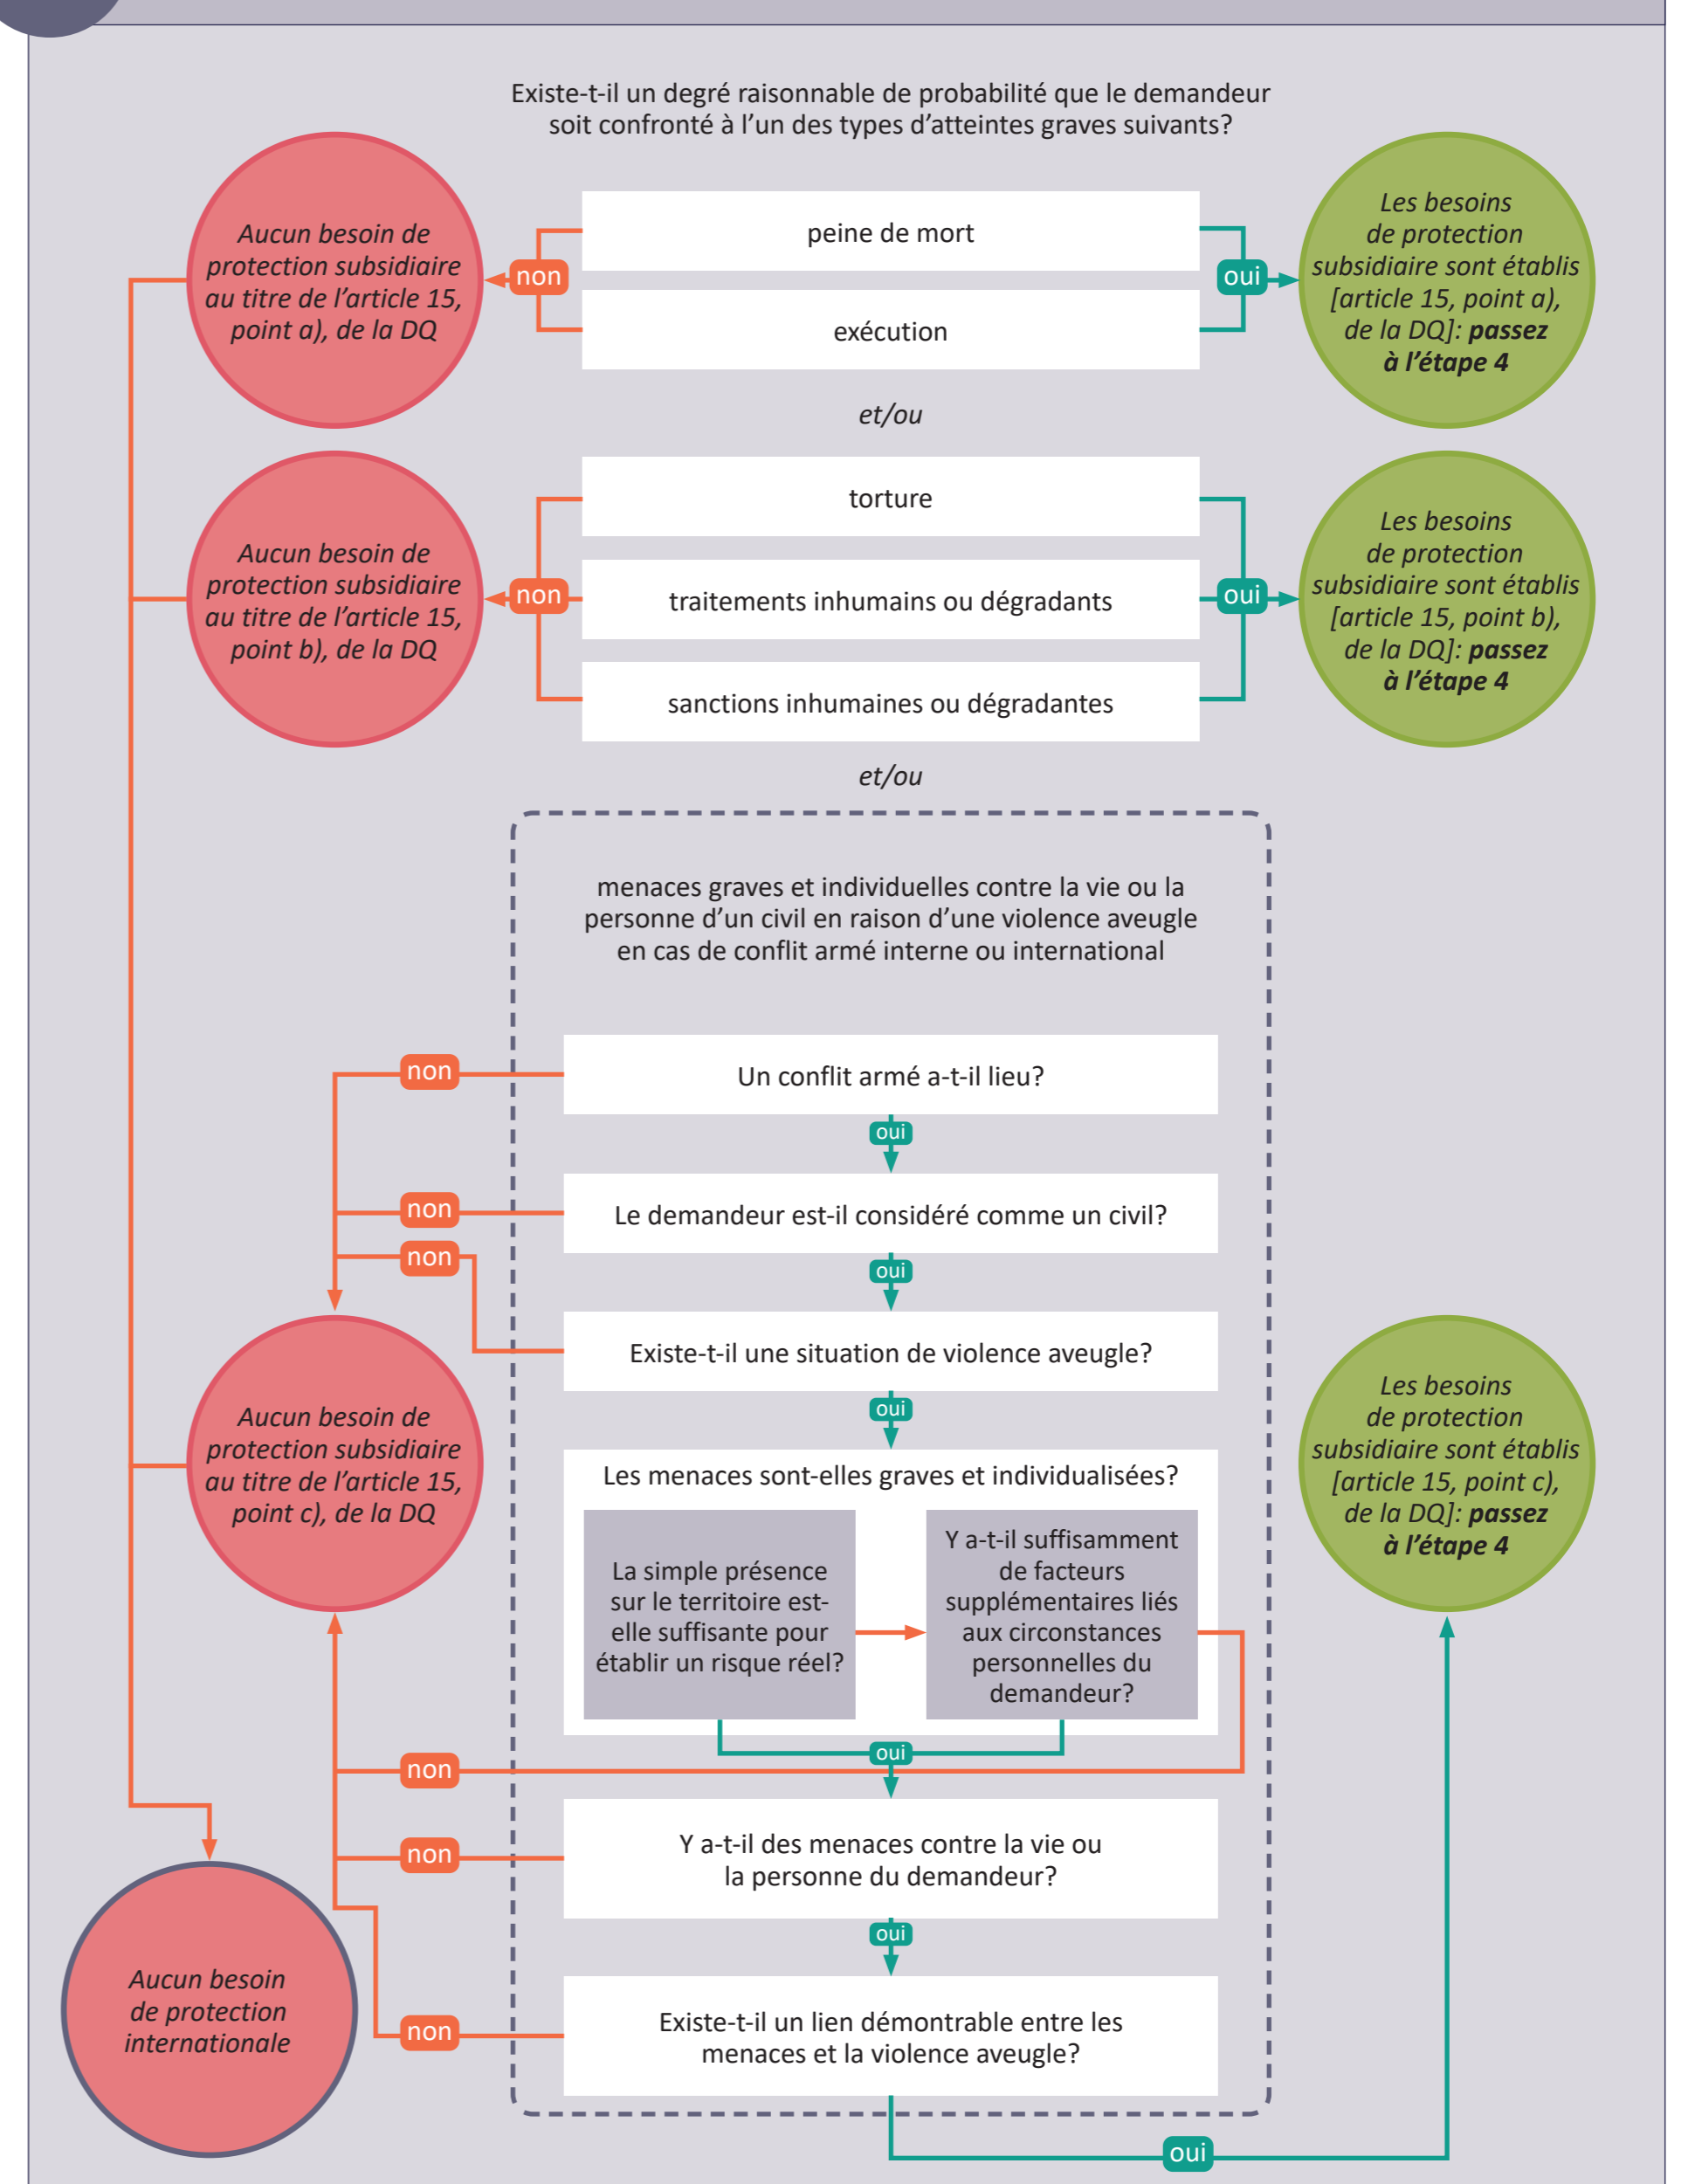 Existe-t-il un degré raisonnable de probabilité que le demandeur
soit confronté à l'un des types d'atteintes graves suivants?
Aucun besoin de
protection subsidiaire
au titre de l'article 15,
point a), de la DQ
non
peine de mort
exécution
oui
Les besoins
de protection
subsidiaire sont établis
[article 15, point a),
de la DQ]: passez
à l'étape 4
et/ou
Aucun besoin de
protection subsidiaire
au titre de l'article 15,
point b), de la DQ
non
torture
traitements inhumains ou dégradants
sanctions inhumaines ou dégradantes
oui
Les besoins
de protection
subsidiaire sont établis
[article 15, point b),
de la DQ]: passez
à l'étape 4
et/ou
menaces graves et individuelles contre la vie ou la
personne d'un civil en raison d'une violence aveugle
en cas de conflit armé interne ou international
non
Un conflit armé a-t-il lieu?
oui
non
Le demandeur est-il considéré comme un civil?
non
oui
Existe-t-il une situation de violence aveugle?
oui
Aucun besoin de
protection subsidiaire
au titre de l'article 15,
point c), de la DQ
Les menaces sont-elles graves et individualisées?
La simple présence
sur le territoire est-
elle suffisante pour
établir un risque réel?
Y a-t-il suffisamment
de facteurs
supplémentaires liés
aux circonstances
personnelles du
demandeur?
Les besoins
de protection
subsidiaire sont établis
[article 15, point c),
de la DQ]: passez
à l'étape 4
oui
non
non
Y a-t-il des menaces contre la vie ou
la personne du demandeur?
oui
Aucun besoin
de protection
internationale
non
Existe-t-il un lien démontrable entre les
menaces et la violence aveugle?
oui